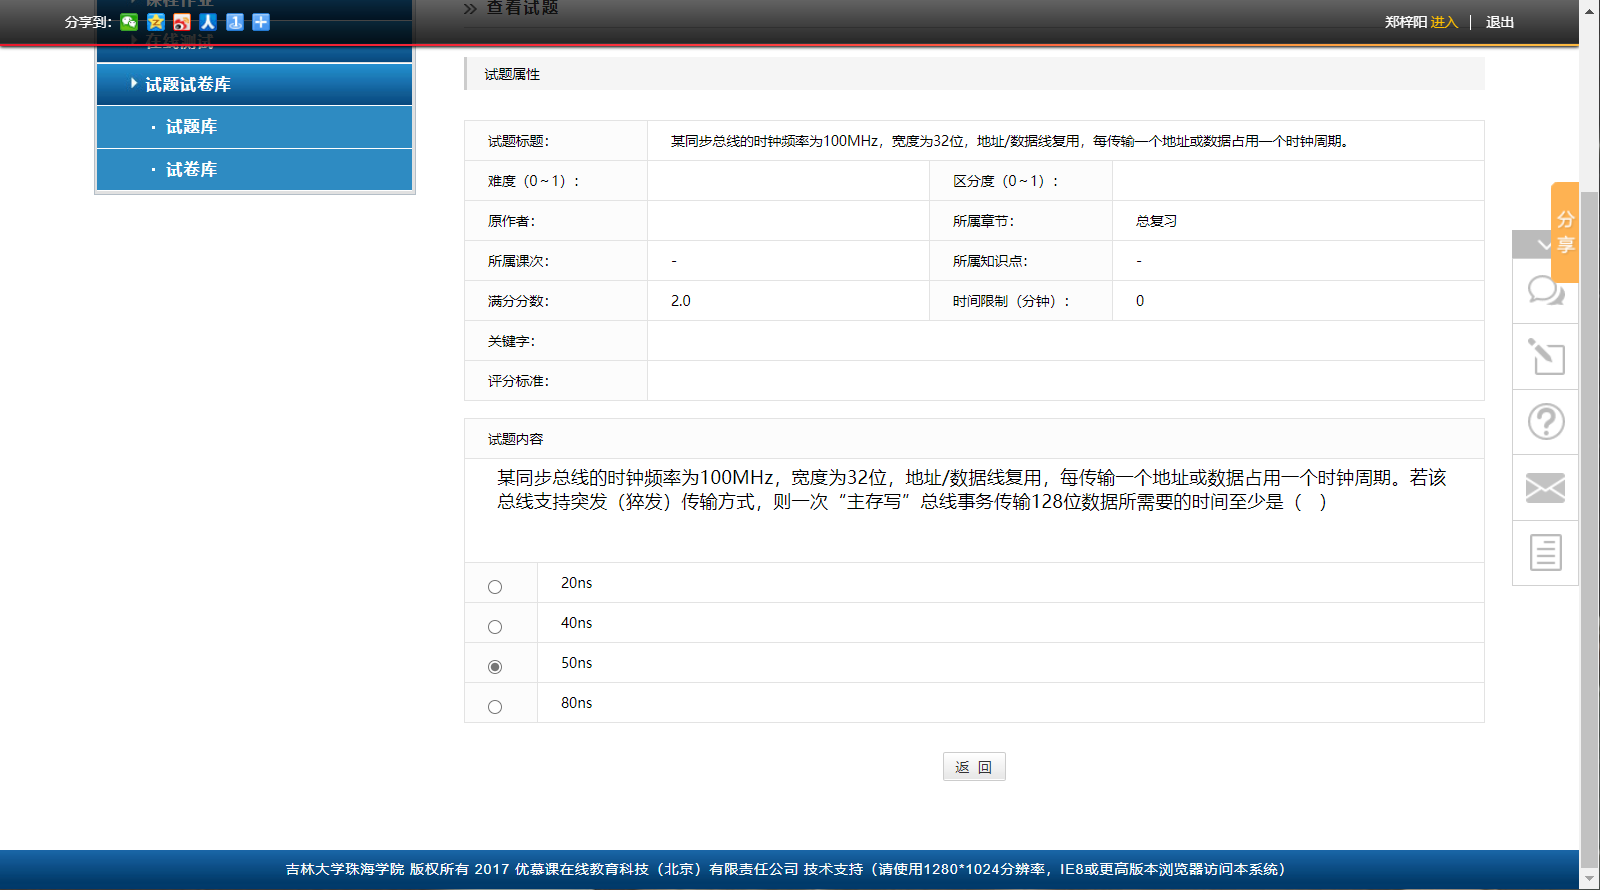 分享到：
郑梓阳 进入 | 退出
课程作业
在线测试
试题试卷库
· 试题库
· 试卷库
>> 查看试题
试题属性
试题标题： 某同步总线的时钟频率为100MHz，宽度为32位，地址/数据线复用，每传输一个地址或数据占用一个时钟周期。
难度（0～1）： 区分度（0～1）：
原作者： 所属章节： 总复习
所属课次： - 所属知识点： -
满分分数： 2.0 时间限制（分钟）： 0
关键字：
评分标准：
试题内容
某同步总线的时钟频率为100MHz，宽度为32位，地址/数据线复用，每传输一个地址或数据占用一个时钟周期。若该
总线支持突发（猝发）传输方式，则一次“主存写”总线事务传输128位数据所需要的时间至少是（ ）
20ns
40ns
50ns
80ns
返 回
分
享
吉林大学珠海学院 版权所有 2017 优慕课在线教育科技（北京）有限责任公司 技术支持（请使用1280*1024分辨率，IE8或更高版本浏览器访问本系统）